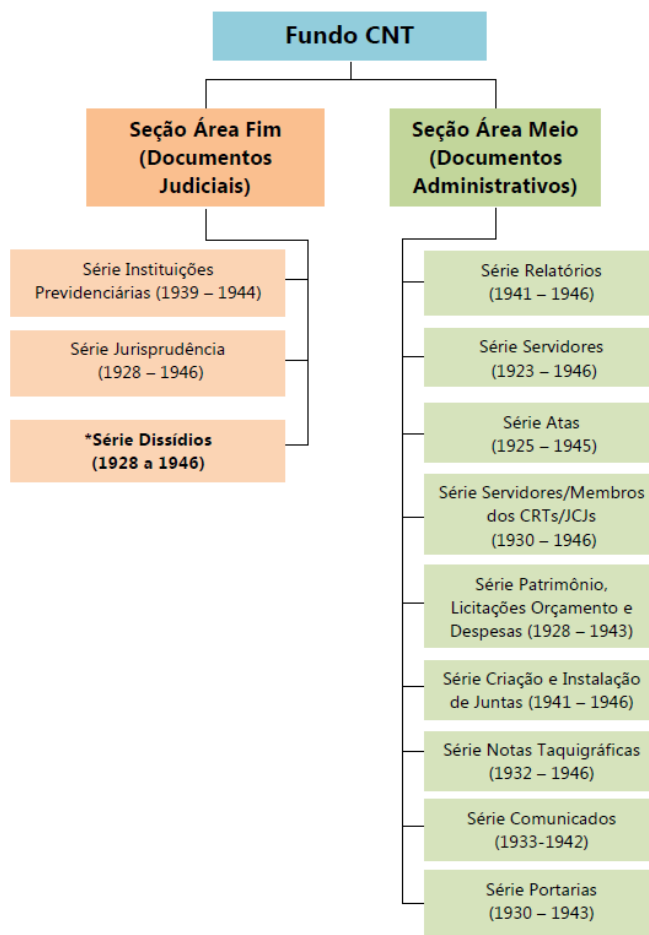 Fundo CNT
Seção Área Fim
(Documentos
Judiciais)
Série Instituições
Previdenciárias (1939 – 1944)
Série Jurisprudência
(1928 – 1946)
*Série Dissídios
(1928 a 1946)
Seção Área Meio
(Documentos
Administrativos)
Série Relatórios
(1941 – 1946)
Série Servidores
(1923 – 1946)
Série Atas
(1925 – 1945)
Série Servidores/Membros
dos CRTs/JCJs
(1930 – 1946)
Série Patrimônio,
Licitações Orçamento e
Despesas (1928 – 1943)
Série Criação e Instalação
de Juntas (1941 – 1946)
Série Notas Taquigráficas
(1932 – 1946)
Série Comunicados
(1933-1942)
Série Portarias
(1930 – 1943)